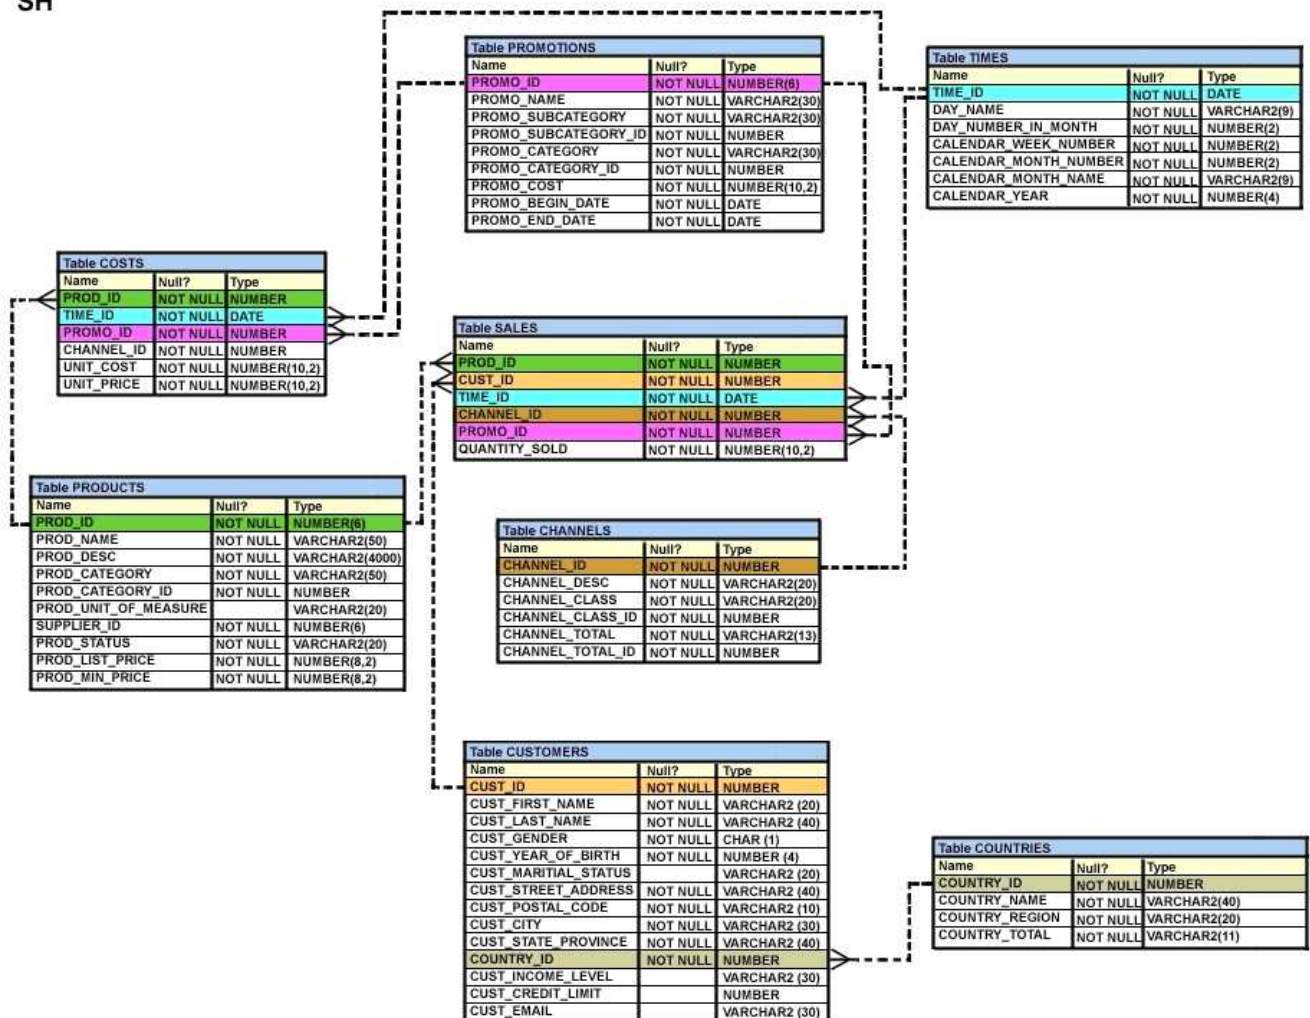 SH
Table PROMOTIONS
Name Null? Type
PROMO_ID NOT NULL NUMBER(6)
PROMO_NAME NOT NULL VARCHAR2(30)
PROMO_SUBCATEGORY NOT NULL VARCHAR2(30)
PROMO_SUBCATEGORY_ID NOT NULL NUMBER
PROMO_CATEGORY NOT NULL VARCHAR2(30)
PROMO_CATEGORY_ID NOT NULL NUMBER
PROMO_COST NOT NULL NUMBER(10,2)
PROMO_BEGIN_DATE NOT NULL DATE
PROMO_END_DATE NOT NULL DATE
Table TIMES
Name Null? Type
TIME_ID NOT NULL DATE
DAY_NAME NOT NULL VARCHAR2(9)
DAY_NUMBER_IN_MONTH NOT NULL NUMBER(2)
CALENDAR_WEEK_NUMBER NOT NULL NUMBER(2)
CALENDAR_MONTH_NUMBER NOT NULL NUMBER(2)
CALENDAR_MONTH_NAME NOT NULL VARCHAR2(9)
CALENDAR_YEAR NOT NULL NUMBER(4)
Table COSTS
Name Null? Type
PROD_ID NOT NULL NUMBER
TIME_ID NOT NULL DATE
PROMO_ID NOT NULL NUMBER
CHANNEL_ID NOT NULL NUMBER
UNIT_COST NOT NULL NUMBER(10,2)
UNIT_PRICE NOT NULL NUMBER(10,2)
Table SALES
Name Null? Type
PROD_ID NOT NULL NUMBER
CUST_ID NOT NULL NUMBER
TIME_ID NOT NULL DATE
CHANNEL_ID NOT NULL NUMBER
PROMO_ID NOT NULL NUMBER
QUANTITY_SOLD NOT NULL NUMBER(10,2)
Table PRODUCTS
Name Null? Type
PROD_ID NOT NULL NUMBER(6)
PROD_NAME NOT NULL VARCHAR2(50)
PROD_DESC NOT NULL VARCHAR2(4000)
PROD_CATEGORY NOT NULL VARCHAR2(50)
PROD_CATEGORY_ID NOT NULL NUMBER
PROD_UNIT_OF_MEASURE VARCHAR2(20)
SUPPLIER_ID NOT NULL NUMBER(6)
PROD_STATUS NOT NULL VARCHAR2(20)
PROD_LIST_PRICE NOT NULL NUMBER(8,2)
PROD_MIN_PRICE NOT NULL NUMBER(8,2)
Table CHANNELS
Name Null? Type
CHANNEL_ID NOT NULL NUMBER
CHANNEL_DESC NOT NULL VARCHAR2(20)
CHANNEL_CLASS NOT NULL VARCHAR2(20)
CHANNEL_CLASS_ID NOT NULL NUMBER
CHANNEL_TOTAL NOT NULL VARCHAR2(13)
CHANNEL_TOTAL_ID NOT NULL NUMBER
Table CUSTOMERS
Name Null? Type
CUST_ID NOT NULL NUMBER
CUST_FIRST_NAME NOT NULL VARCHAR2 (20)
CUST_LAST_NAME NOT NULL VARCHAR2 (40)
CUST_GENDER NOT NULL CHAR (1)
CUST_YEAR_OF_BIRTH NOT NULL NUMBER (4)
CUST_MARITIAL_STATUS VARCHAR2 (20)
CUST_STREET_ADDRESS NOT NULL VARCHAR2 (40)
CUST_POSTAL_CODE NOT NULL VARCHAR2 (10)
CUST_CITY NOT NULL VARCHAR2 (30)
CUST_STATE_PROVINCE NOT NULL VARCHAR2 (40)
COUNTRY_ID NOT NULL NUMBER
CUST_INCOME_LEVEL VARCHAR2 (30)
CUST_CREDIT_LIMIT NUMBER
CUST_EMAIL VARCHAR2 (30)
Table COUNTRIES
Name Null? Type
COUNTRY_ID NOT NULL NUMBER
COUNTRY_NAME NOT NULL VARCHAR2(40)
COUNTRY_REGION NOT NULL VARCHAR2(20)
COUNTRY_TOTAL NOT NULL VARCHAR2(11)